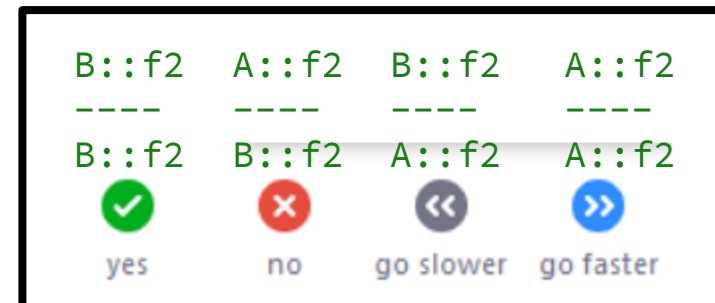 B::f2 A::f2 B::f2 A::f2
---- ---- ---- ----
B::f2 B::f2 A::f2 A::f2
yes no go slower go faster